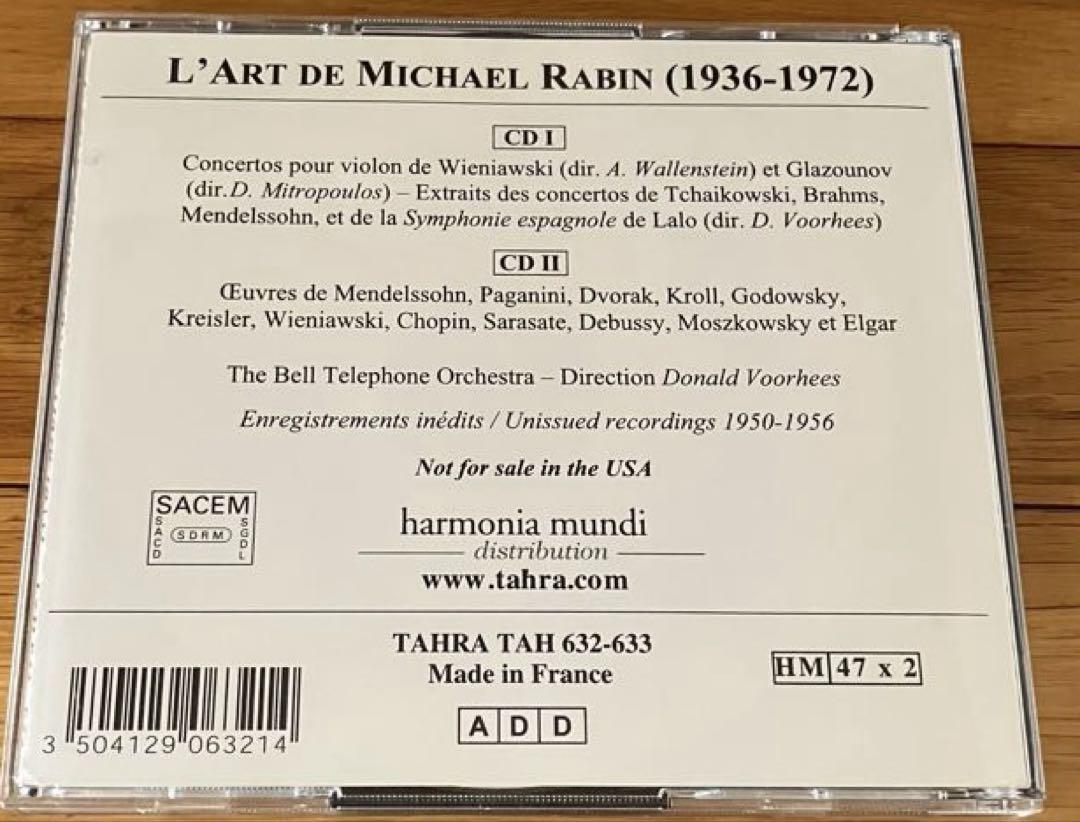 L'ART DE MICHAEL RABIN (1936-1972)
CD I
Concertos pour violon de Wieniawski (dir. A. Wallenstein) et Glazounov
(dir. D. Mitropoulos) – Extraits des concertos de Tchaikowski, Brahms,
Mendelssohn, et de la Symphonie espagnole de Lalo (dir. D. Voorhees)
CD II
Œuvres de Mendelssohn, Paganini, Dvorak, Kroll, Godowsky,
Kreisler, Wieniawski, Chopin, Sarasate, Debussy, Moszkowsky et Elgar
The Bell Telephone Orchestra – Direction Donald Voorhees
Enregistrements inédits / Unissued recordings 1950-1956
Not for sale in the USA
SACEM
SACD
SDRM
SGDL
harmonia mundi
distribution
www.tahra.com
TAHRA TAH 632-633
Made in France
HM 47 x 2
A D D
3 504129 063214